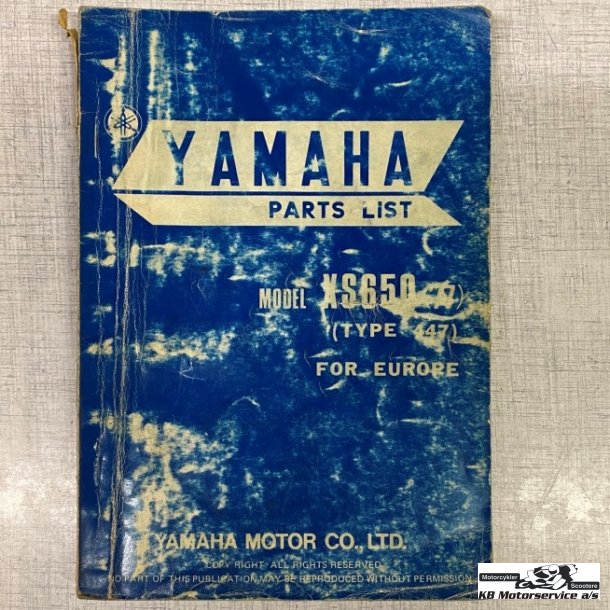 YAMAHA
PARTS LIST
MODEL XS650
(TYPE 447)
FOR EUROPE
YAMAHA MOTOR CO., LTD.
COPY RIGHT ALL RIGHTS RESERVED
NO PART OF THIS PUBLICATION MAY BE REPRODUCED WITHOUT PERMISSION
Motorcykler Scootere
KB Motorservice a/s